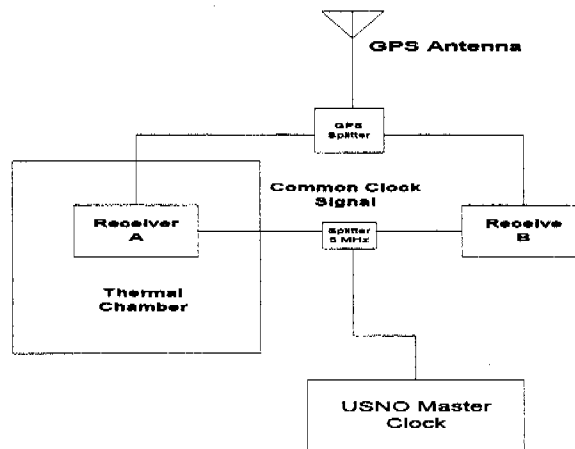 GPS Antenna
GPS
Splitter
Common Clock
Signal
Receiver
A
Splitter
5 MHz
Receive
B
Thermal
Chamber
USNO Master
Clock